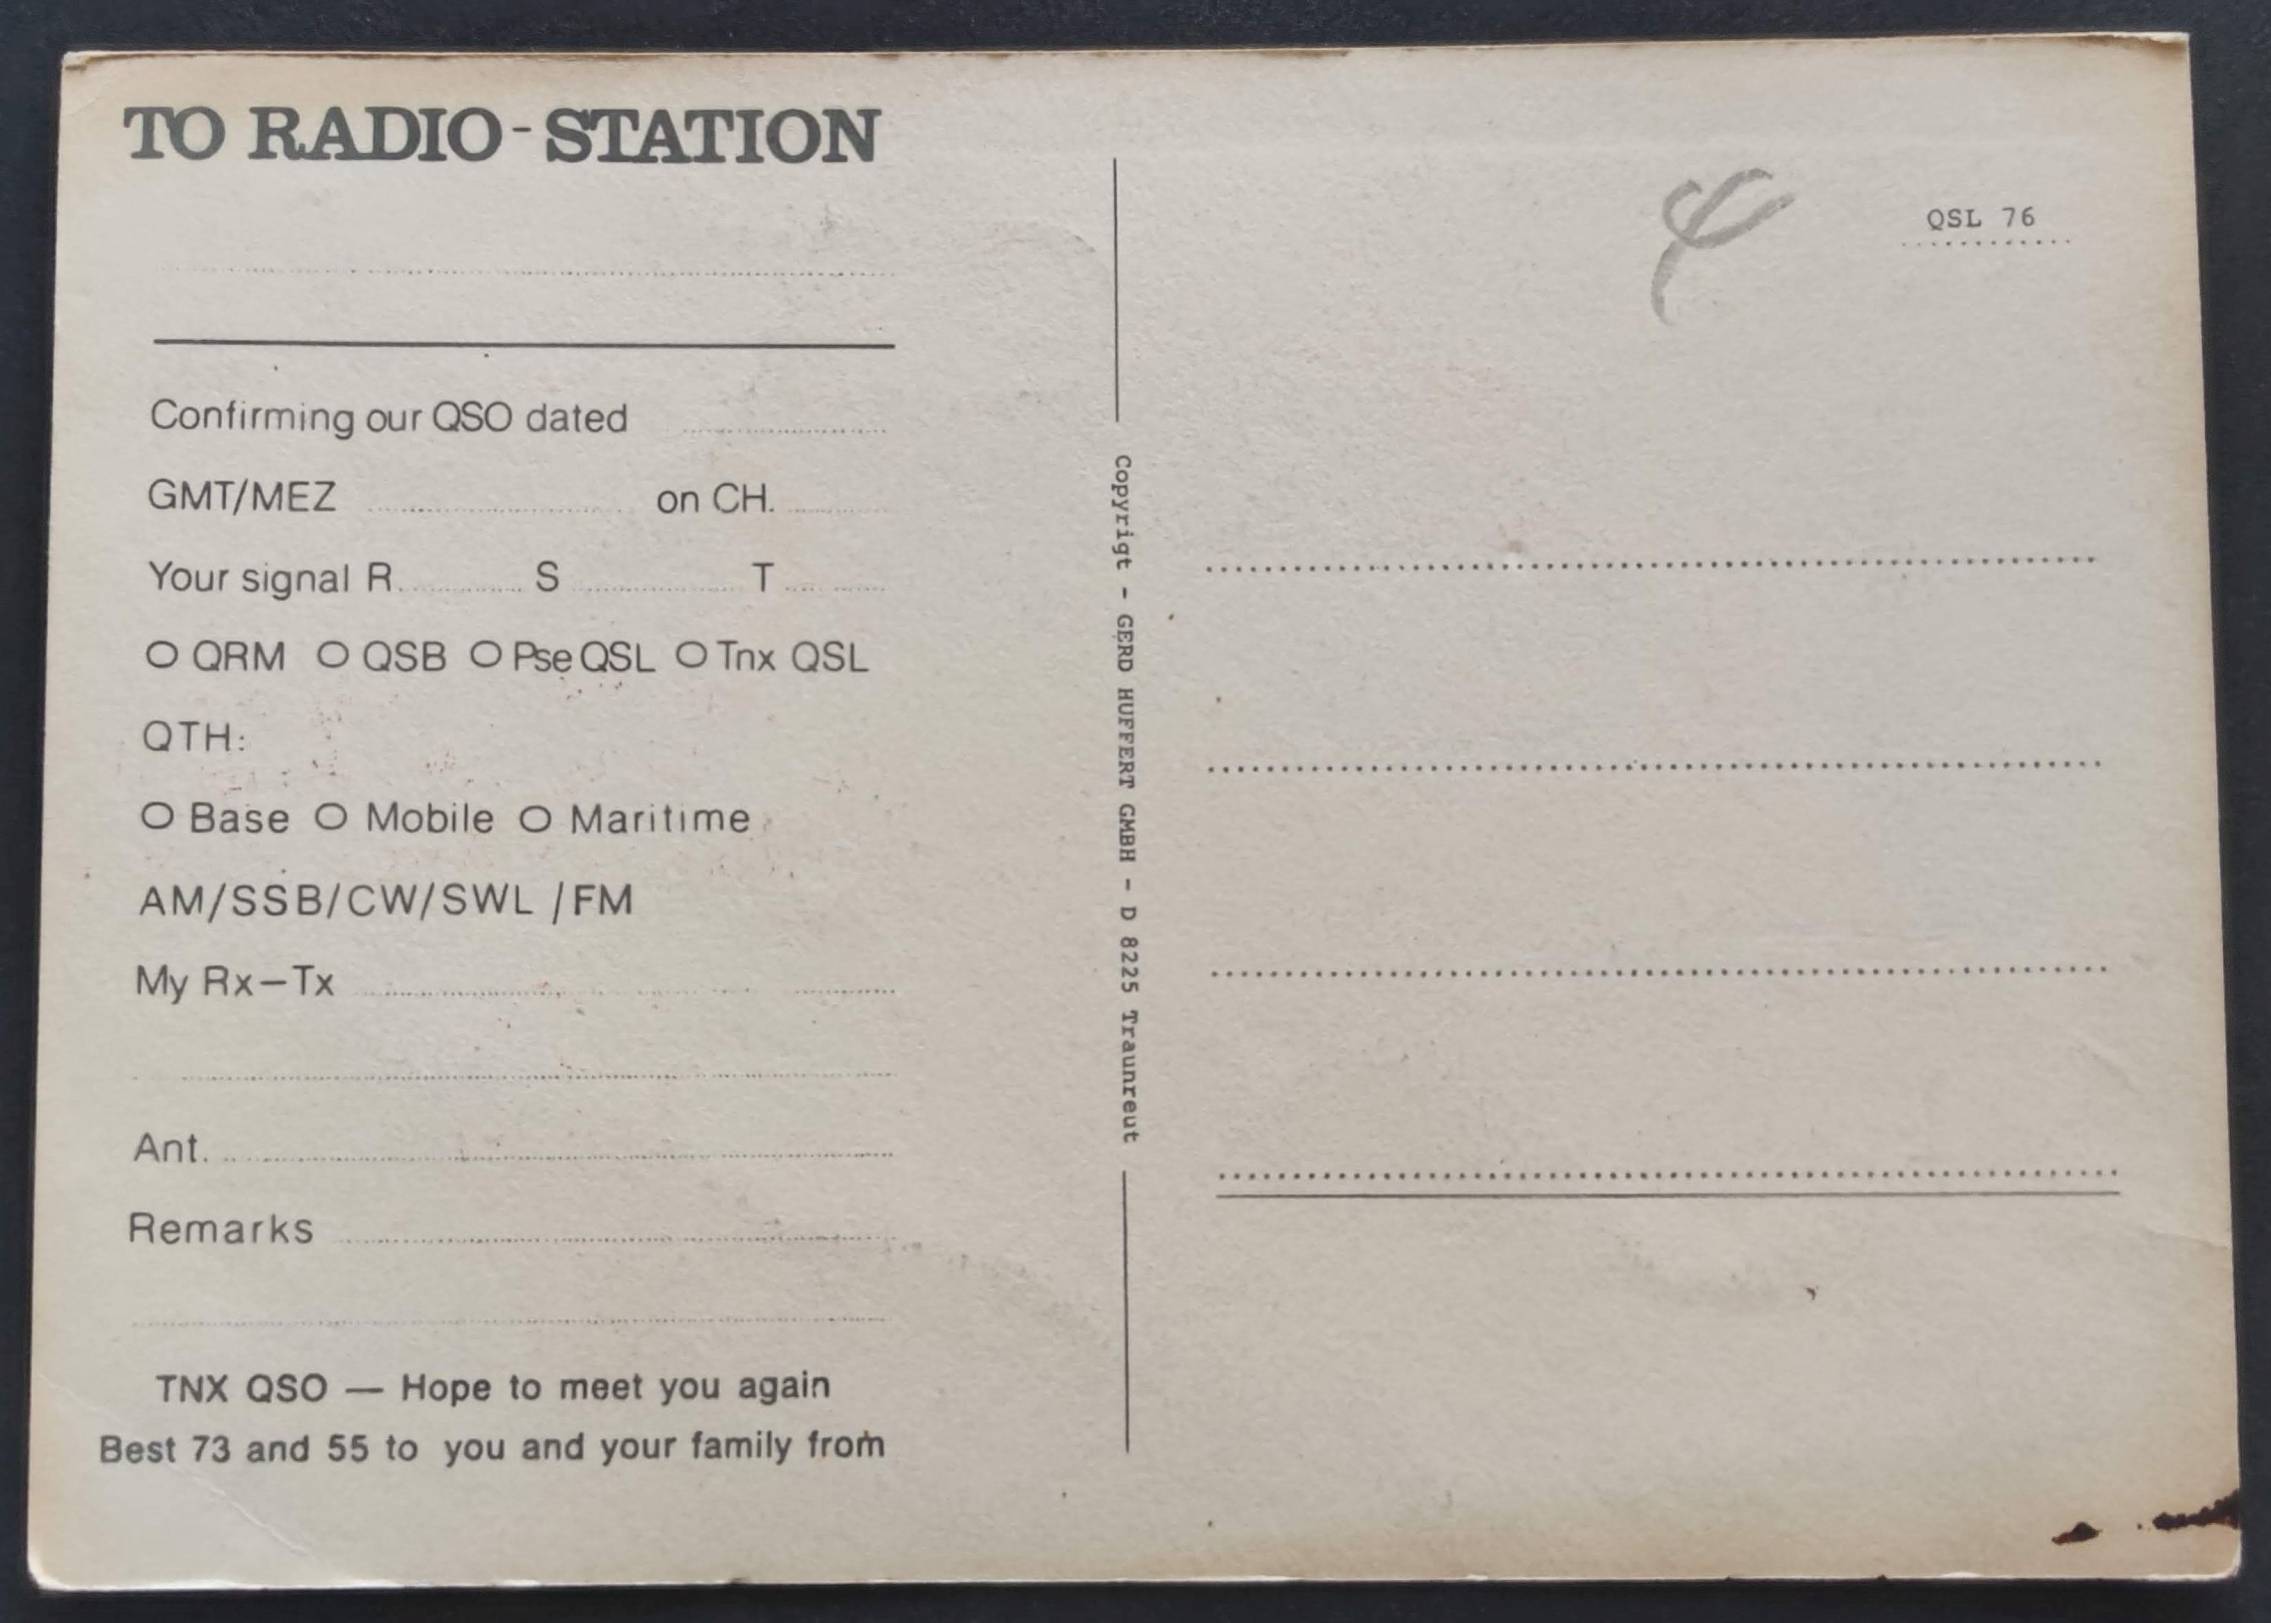 TO RADIO-STATION
Confirming our QSO dated
GMT/MEZ on CH.
Your signal R S T
O QRM O QSB O Pse QSL O Tnx QSL
QTH:
O Base O Mobile O Maritime
AM/SSB/CW/SWL /FM
My Rx–Tx
Ant.
Remarks
TNX QSO — Hope to meet you again
Best 73 and 55 to you and your family from
Copyrigt - GERD HUFFERT GMBH - D 8225 Traunreut
QSL 76